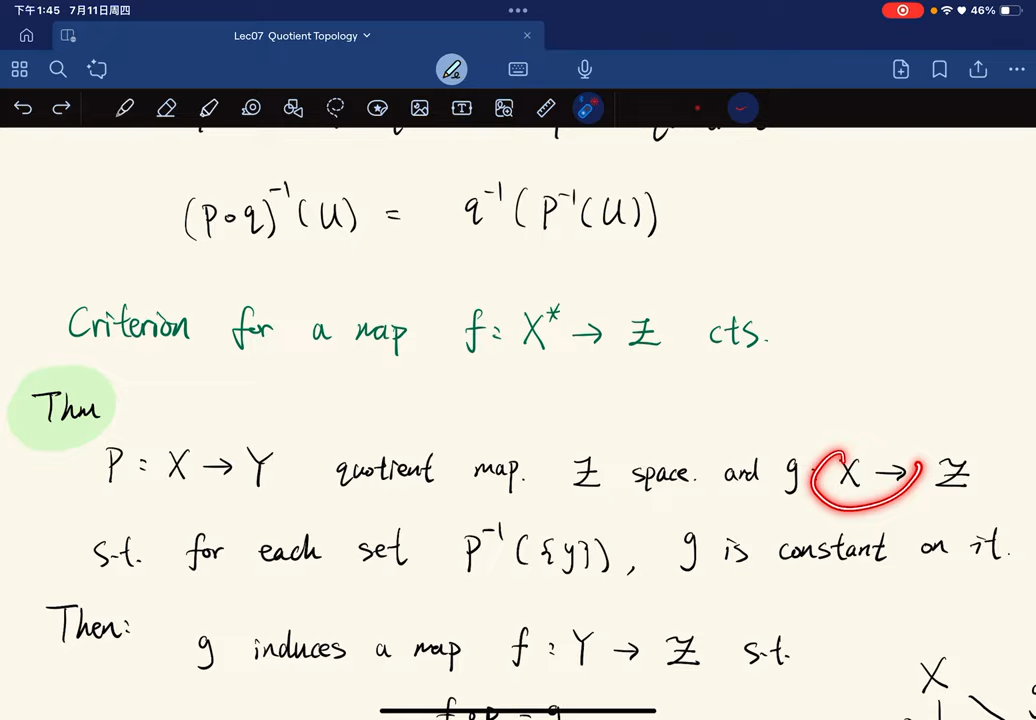 下午1:45 7月11日周四
46%
Lec07 Quotient Topology
(p∘q)⁻¹(U) = q⁻¹(p⁻¹(U))
Criterion for a map f: X* → Z cts.
Thm
P: X → Y quotient map. Z space. and g: X → Z
s.t. for each set p⁻¹({y}), g is constant on it.
Then:
g induces a map f: Y → Z s.t.
f∘p = g
X